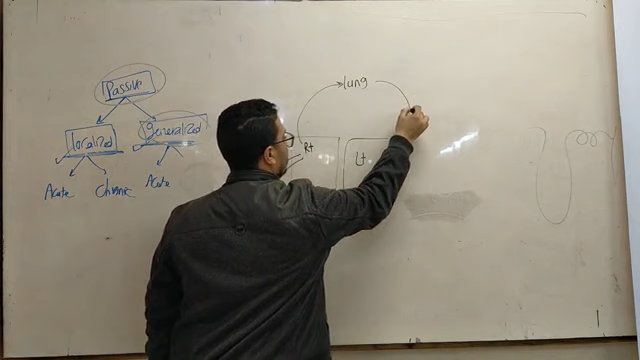 Passive
localized
generalized
Acute
Chronic
Acute
lung
Rt
Lt